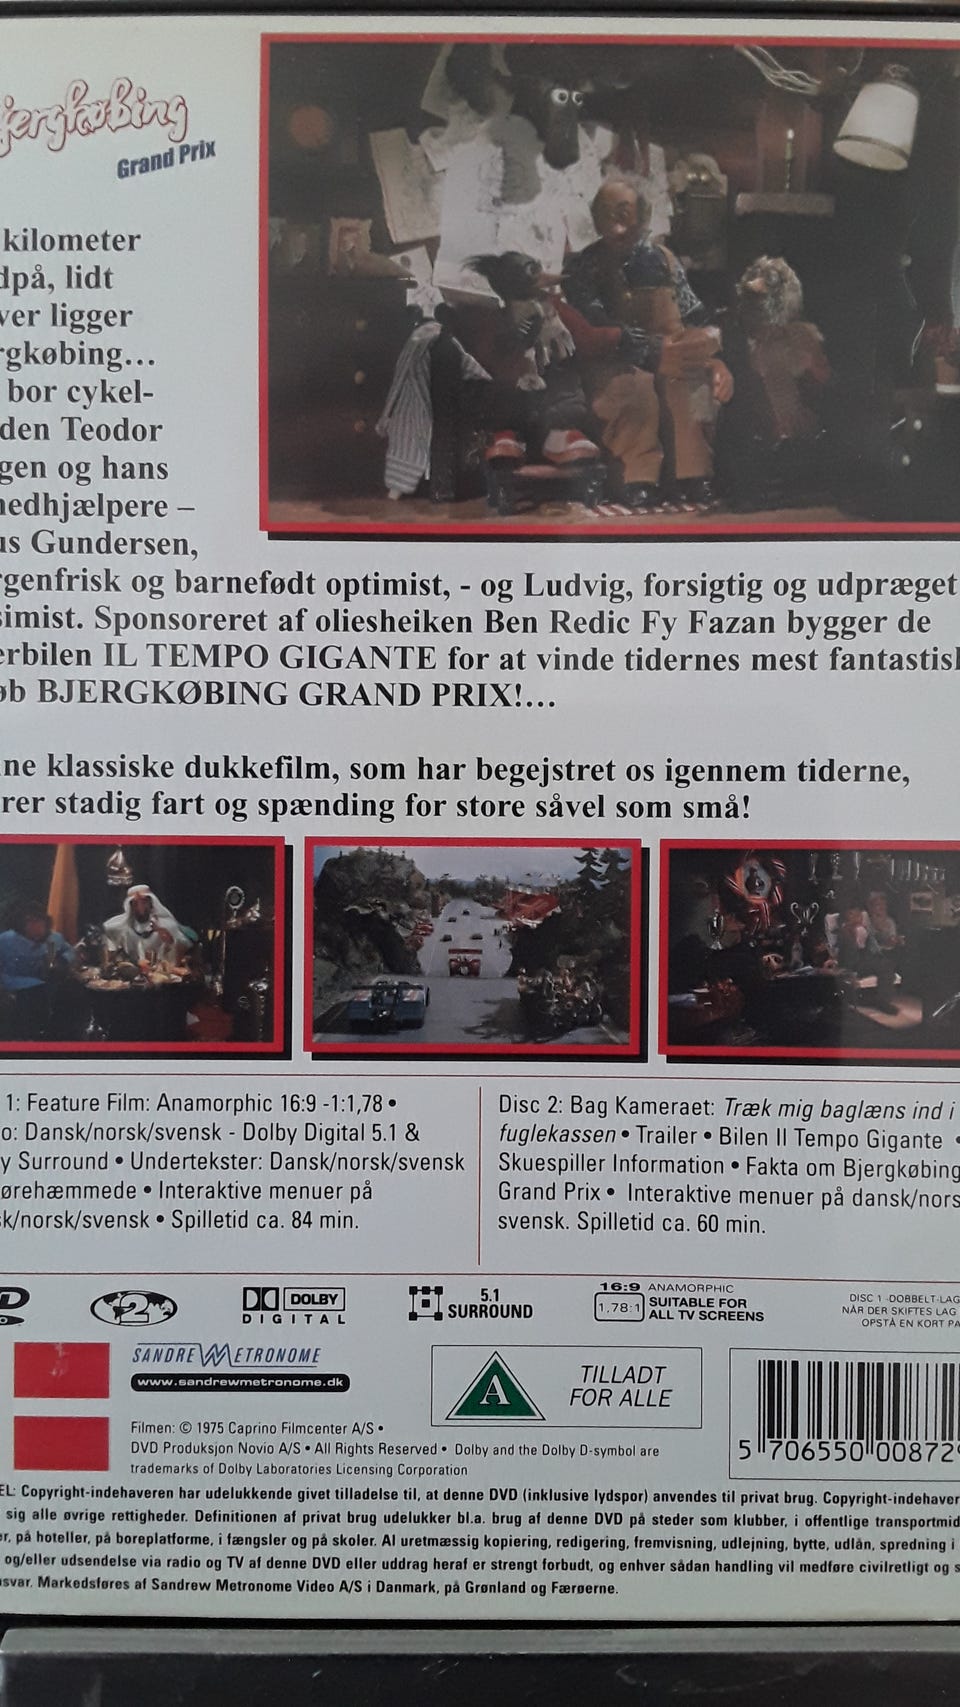 jergkøbing
Grand Prix
kilometer
dpå, lidt
ver ligger
rgkøbing...
bor cykel-
den Teodor
gen og hans
medhjælpere –
us Gundersen,
rgenfrisk og barnefødt optimist, - og Ludvig, forsigtig og udpræget
simist. Sponsoreret af oliesheiken Ben Redic Fy Fazan bygger de
erbilen IL TEMPO GIGANTE for at vinde tidernes mest fantastisk
øb BJERGKØBING GRAND PRIX!...
ne klassiske dukkefilm, som har begejstret os igennem tiderne,
rer stadig fart og spænding for store såvel som små!
1: Feature Film: Anamorphic 16:9 -1:1,78 •
o: Dansk/norsk/svensk - Dolby Digital 5.1 &
y Surround • Undertekster: Dansk/norsk/svensk
ørehæmmede • Interaktive menuer på
sk/norsk/svensk • Spilletid ca. 84 min.
Disc 2: Bag Kameraet: Træk mig baglæns ind i
fuglekassen • Trailer • Bilen Il Tempo Gigante •
Skuespiller Information • Fakta om Bjergkøbing
Grand Prix • Interaktive menuer på dansk/nors
svensk. Spilletid ca. 60 min.
2
DOLBY
DIGITAL
5.1
SURROUND
16:9 ANAMORPHIC
1,78:1 SUITABLE FOR
ALL TV SCREENS
DISC 1 -DOBBELT-LAG
NÅR DER SKIFTES LAG
OPSTÅ EN KORT PA
SANDREW METRONOME
www.sandrewmetronome.dk
A
TILLADT
FOR ALLE
5 706550 00872
Filmen: © 1975 Caprino Filmcenter A/S •
DVD Produksjon Novio A/S • All Rights Reserved • Dolby and the Dolby D-symbol are
trademarks of Dolby Laboratories Licensing Corporation
EL: Copyright-indehaveren har udelukkende givet tilladelse til, at denne DVD (inklusive lydspor) anvendes til privat brug. Copyright-indehaver
sig alle øvrige rettigheder. Definitionen af privat brug udelukker bl.a. brug af denne DVD på steder som klubber, i offentlige transportmid
er, på hoteller, på boreplatforme, i fængsler og på skoler. Al uretmæssig kopiering, redigering, fremvisning, udlejning, bytte, udlån, spredning i
og/eller udsendelse via radio og TV af denne DVD eller uddrag heraf er strengt forbudt, og enhver sådan handling vil medføre civilretligt og s
nsvar. Markedsføres af Sandrew Metronome Video A/S i Danmark, på Grønland og Færøerne.